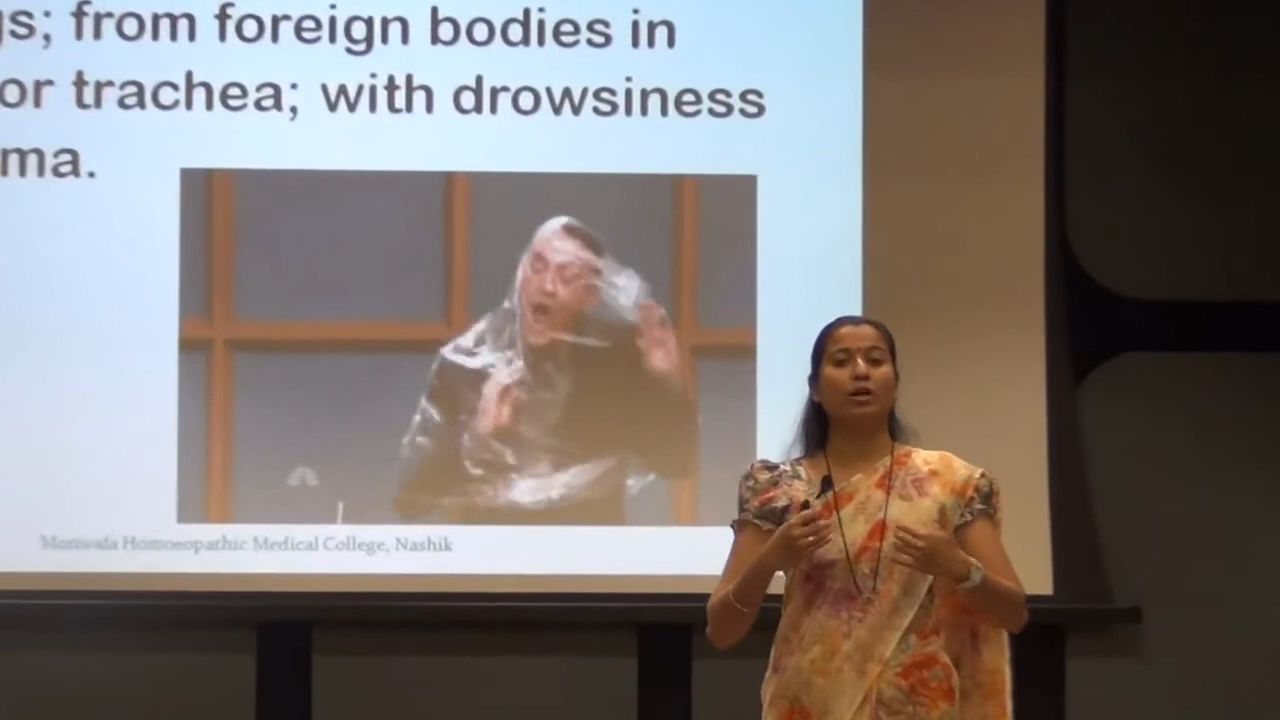 gs; from foreign bodies in
or trachea; with drowsiness
ma.
Motiwala Homoeopathic Medical College, Nashik